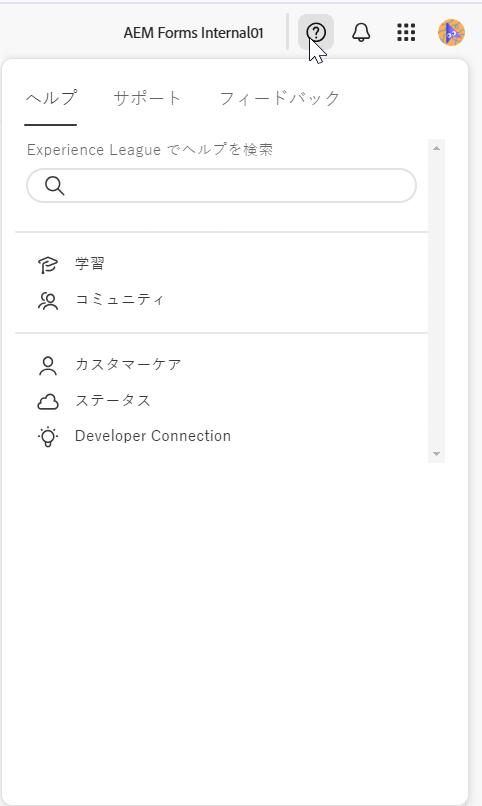 AEM Forms Internal01
ヘルプ サポート フィードバック
Experience League でヘルプを検索
学習
コミュニティ
カスタマーケア
ステータス
Developer Connection